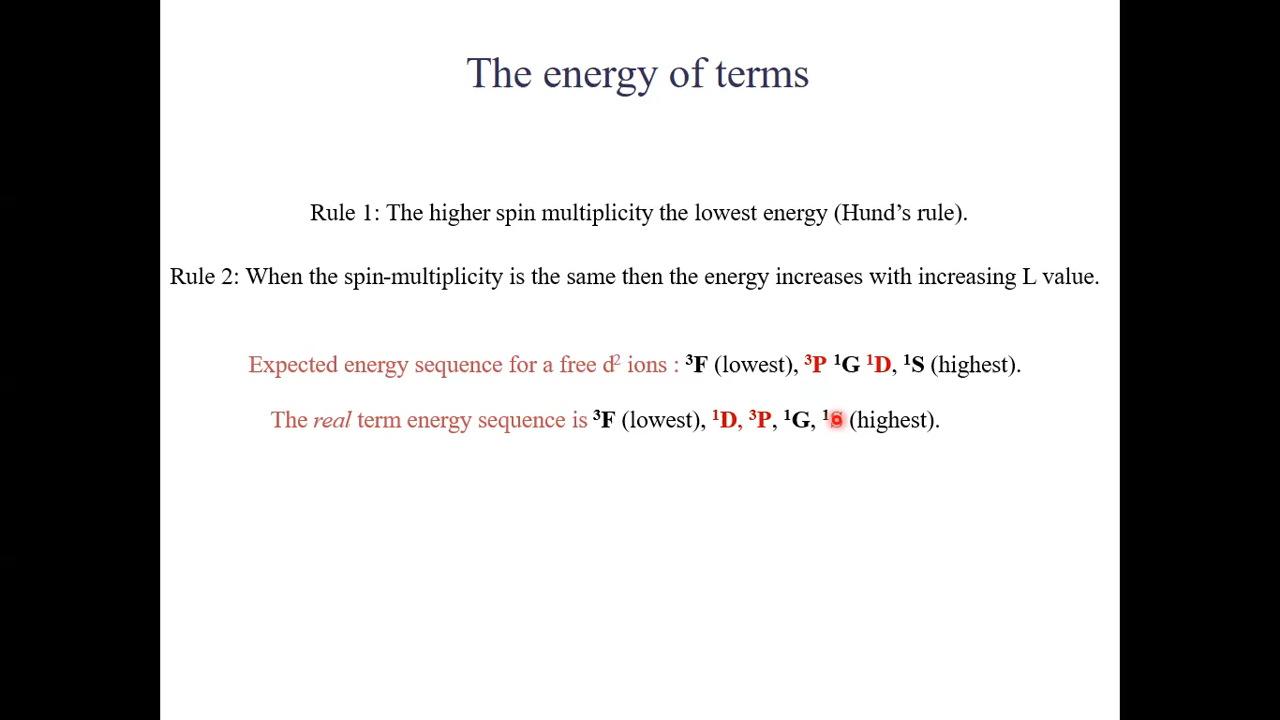 The energy of terms
Rule 1: The higher spin multiplicity the lowest energy (Hund’s rule).
Rule 2: When the spin-multiplicity is the same then the energy increases with increasing L value.
Expected energy sequence for a free d² ions : ³F (lowest), ³P ¹G ¹D, ¹S (highest).
The real term energy sequence is ³F (lowest), ¹D, ³P, ¹G, ¹S (highest).